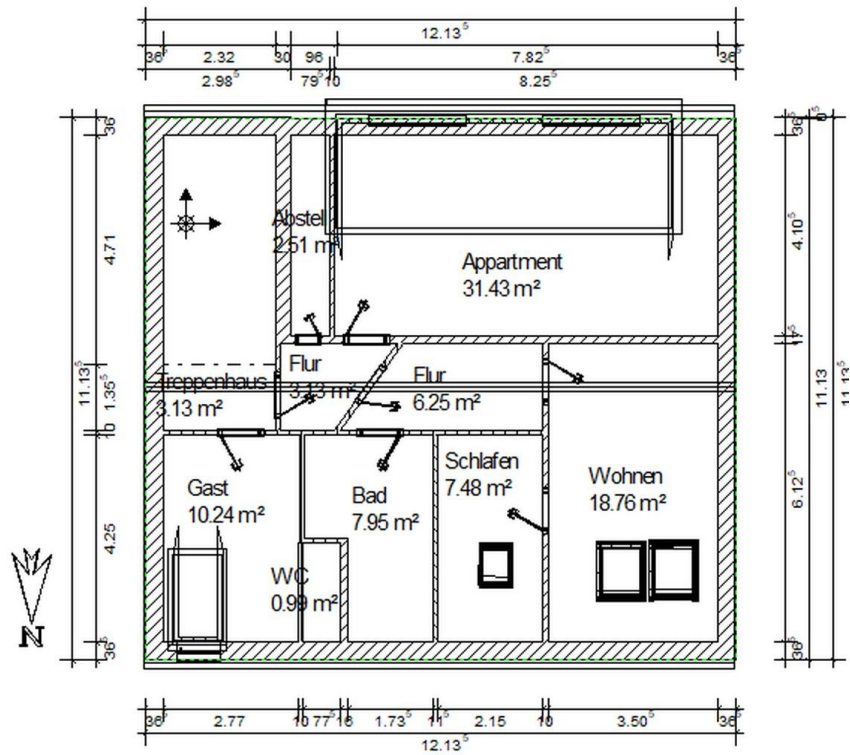 12.13⁵
36⁵ 2.32 30 96 7.82⁵ 36⁵
2.98⁵ 79⁵ 10 8.25⁵
36⁵ 4.71 1.35⁵ 10 4.25 36⁵
11.13⁵
Abstell
2.51 m²
Appartment
31.43 m²
Flur
3.13 m²
Flur
6.25 m²
Treppenhaus
3.13 m²
Schlafen
7.48 m²
Wohnen
18.76 m²
Gast
10.24 m²
Bad
7.95 m²
WC
0.99 m²
N
36⁵ 4.10⁵ 17⁵ 6.12⁵ 36⁵
11.13
11.13⁵
36⁵ 2.77 10 77⁵ 16 1.73⁵ 11⁵ 2.15 10 3.50⁵ 36⁵
12.13⁵